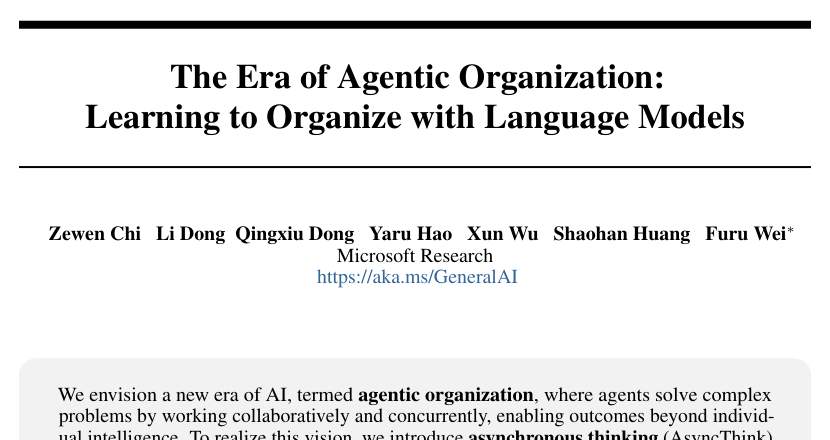 The Era of Agentic Organization:
Learning to Organize with Language Models
Zewen Chi Li Dong Qingxiu Dong Yaru Hao Xun Wu Shaohan Huang Furu Wei*
Microsoft Research
https://aka.ms/GeneralAI
We envision a new era of AI, termed agentic organization, where agents solve complex
problems by working collaboratively and concurrently, enabling outcomes beyond individ-
ual intelligence. To realize this vision, we introduce asynchronous thinking (AsyncThink)